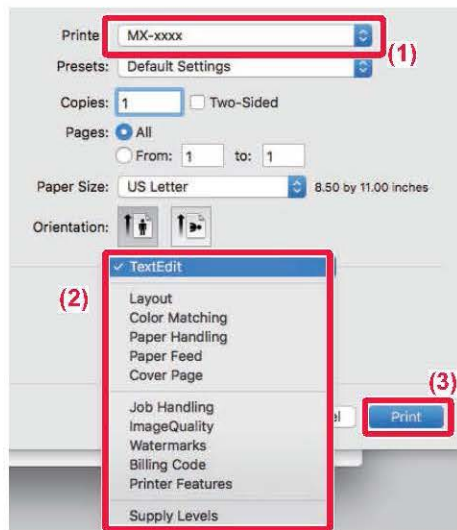 Printe MX-xxxx
(1)
Presets: Default Settings
Copies: 1 Two-Sided
Pages: All
From: 1 to: 1
Paper Size: US Letter 8.50 by 11.00 inches
Orientation:
(2)
✓ TextEdit
Layout
Color Matching
Paper Handling
Paper Feed
Cover Page
(3)
Job Handling
ImageQuality
Watermarks
Billing Code
Printer Features
Supply Levels
el Print